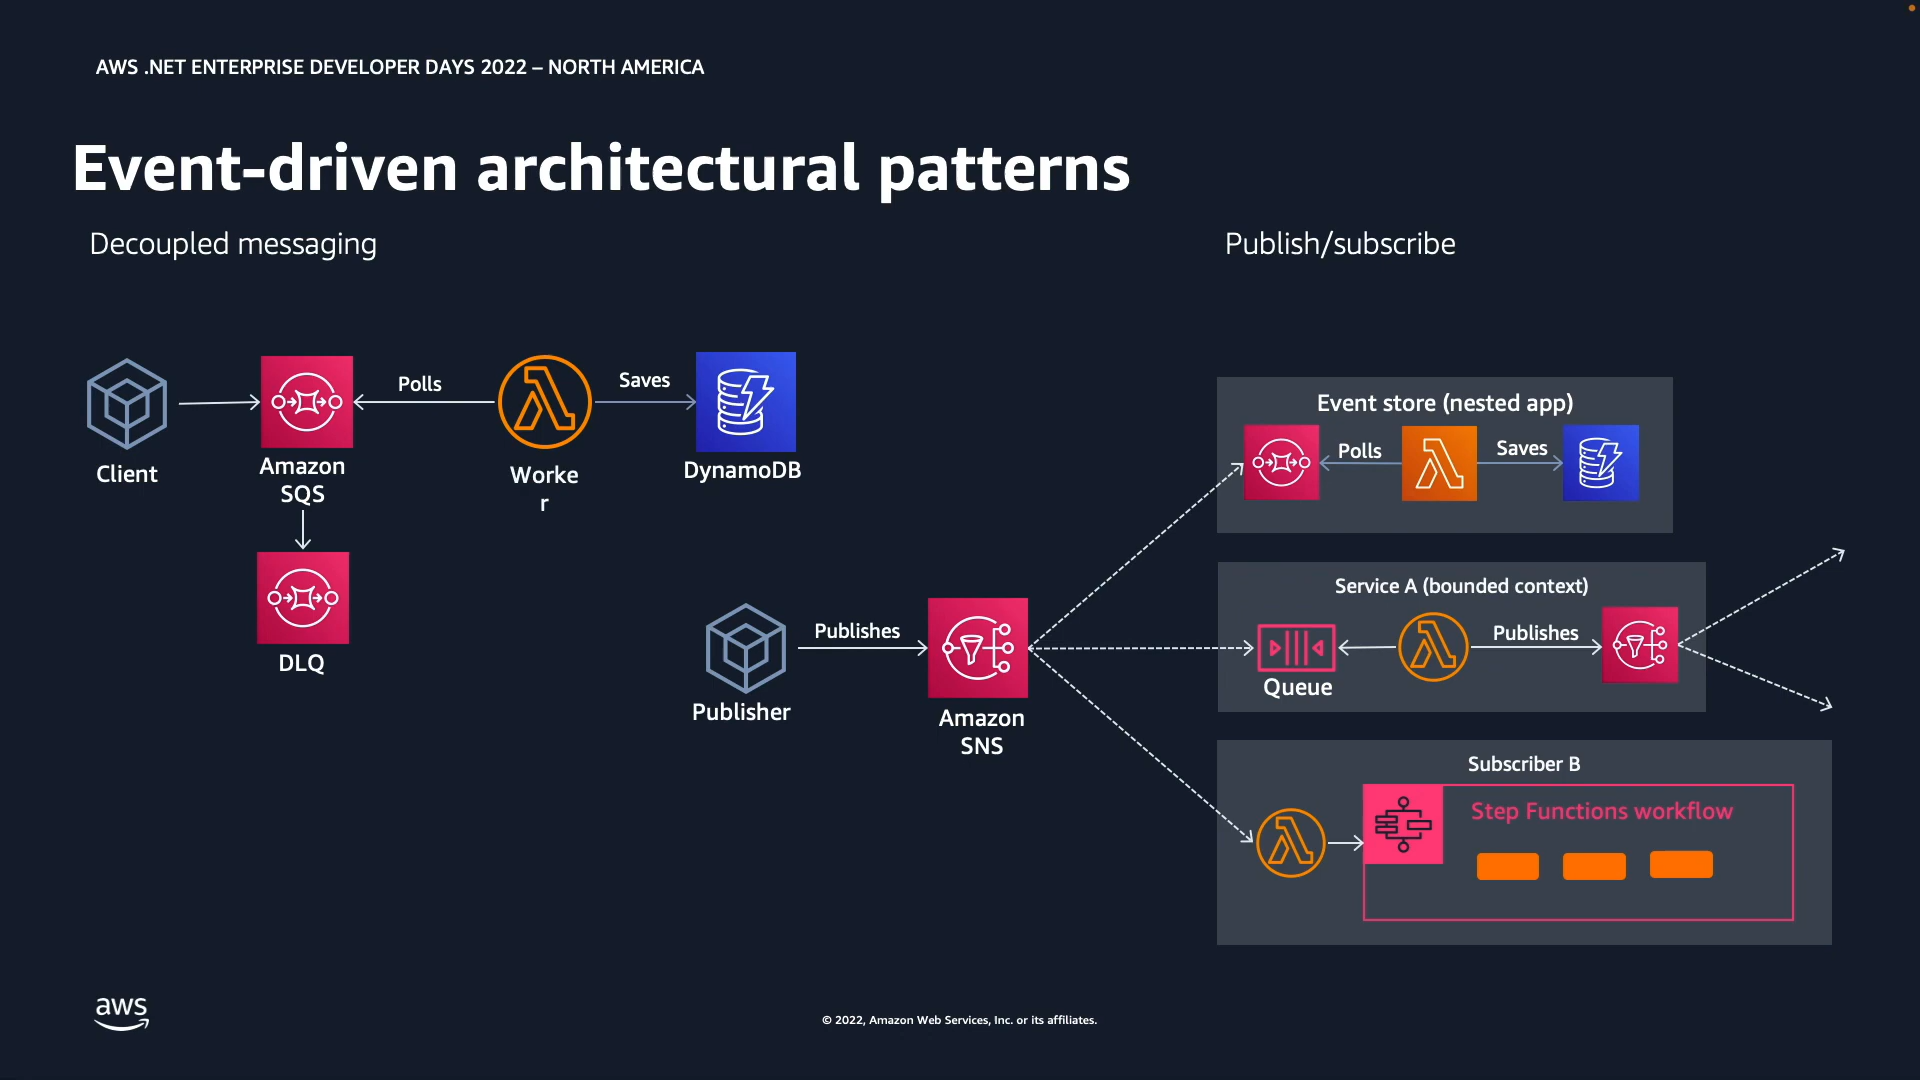 AWS .NET ENTERPRISE DEVELOPER DAYS 2022 – NORTH AMERICA
Event-driven architectural patterns
Decoupled messaging
Publish/subscribe
Client
Amazon
SQS
Polls
Worke
r
Saves
DynamoDB
DLQ
Publisher
Publishes
Amazon
SNS
Event store (nested app)
Polls
Saves
Service A (bounded context)
Queue
Publishes
Subscriber B
Step Functions workflow
aws
© 2022, Amazon Web Services, Inc. or its affiliates.